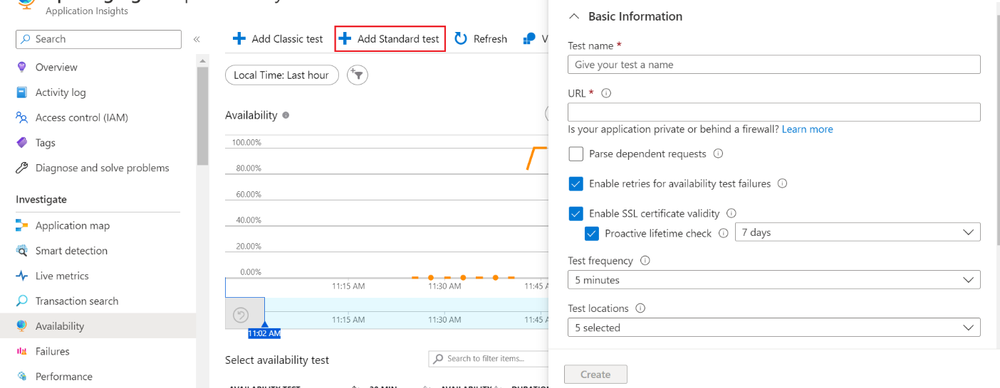 Application Insights
Search
Overview
Activity log
Access control (IAM)
Tags
Diagnose and solve problems
Investigate
Application map
Smart detection
Live metrics
Transaction search
Availability
Failures
Performance
Add Classic test
Add Standard test
Refresh
V
Local Time: Last hour
Availability
100.00%
80.00%
60.00%
40.00%
20.00%
0.00%
11:15 AM 11:30 AM 11:45 A
11:15 AM 11:30 AM 11:45 A
11:02 AM
Select availability test
Search to filter items...
AVAILABILITY TEST 20 MIN AVAILABILITY DURATION
Basic Information
Test name *
Give your test a name
URL *
Is your application private or behind a firewall? Learn more
Parse dependent requests
Enable retries for availability test failures
Enable SSL certificate validity
Proactive lifetime check 7 days
Test frequency
5 minutes
Test locations
5 selected
Create